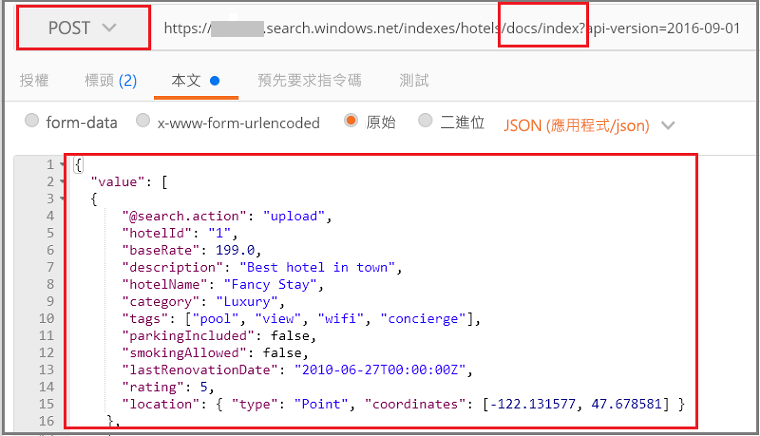 POST https:// .search.windows.net/indexes/hotels/docs/index?api-version=2016-09-01
授權 標頭 (2) 本文 預先要求指令碼 測試
form-data x-www-form-urlencoded 原始 二進位 JSON (應用程式/json)
1 {
2 "value": [
3 {
4 "@search.action": "upload",
5 "hotelId": "1",
6 "baseRate": 199.0,
7 "description": "Best hotel in town",
8 "hotelName": "Fancy Stay",
9 "category": "Luxury",
10 "tags": ["pool", "view", "wifi", "concierge"],
11 "parkingIncluded": false,
12 "smokingAllowed": false,
13 "lastRenovationDate": "2010-06-27T00:00:00Z",
14 "rating": 5,
15 "location": { "type": "Point", "coordinates": [-122.131577, 47.678581] }
},